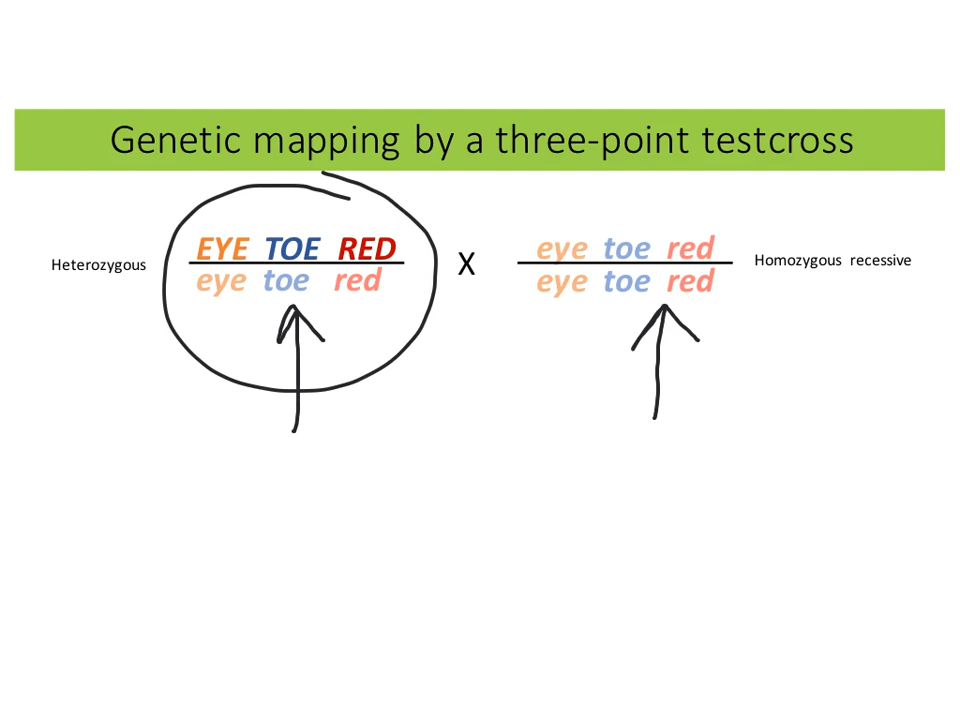 Genetic mapping by a three-point testcross
Heterozygous
EYE TOE RED
eye toe red
X
eye toe red
eye toe red
Homozygous recessive